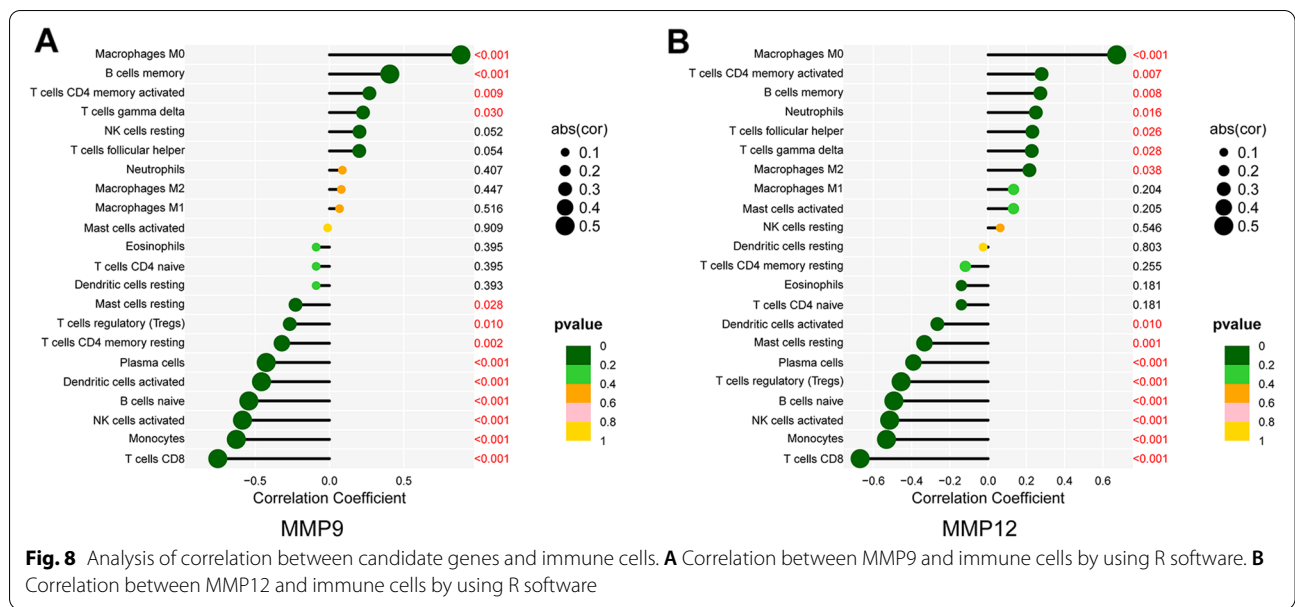 A
Macrophages M0 <0.001
B cells memory <0.001
T cells CD4 memory activated 0.009
T cells gamma delta 0.030
NK cells resting 0.052
T cells follicular helper 0.054
Neutrophils 0.407
Macrophages M2 0.447
Macrophages M1 0.516
Mast cells activated 0.909
Eosinophils 0.395
T cells CD4 naive 0.395
Dendritic cells resting 0.393
Mast cells resting 0.028
T cells regulatory (Tregs) 0.010
T cells CD4 memory resting 0.002
Plasma cells <0.001
Dendritic cells activated <0.001
B cells naive <0.001
NK cells activated <0.001
Monocytes <0.001
T cells CD8 <0.001
−0.5 0.0 0.5
Correlation Coefficient
MMP9
abs(cor)
0.1
0.2
0.3
0.4
0.5
pvalue
0
0.2
0.4
0.6
0.8
1
B
Macrophages M0 <0.001
T cells CD4 memory activated 0.007
B cells memory 0.008
Neutrophils 0.016
T cells follicular helper 0.026
T cells gamma delta 0.028
Macrophages M2 0.038
Macrophages M1 0.204
Mast cells activated 0.205
NK cells resting 0.546
Dendritic cells resting 0.803
T cells CD4 memory resting 0.255
Eosinophils 0.181
T cells CD4 naive 0.181
Dendritic cells activated 0.010
Mast cells resting 0.001
Plasma cells <0.001
T cells regulatory (Tregs) <0.001
B cells naive <0.001
NK cells activated <0.001
Monocytes <0.001
T cells CD8 <0.001
−0.6 −0.4 −0.2 0.0 0.2 0.4 0.6
Correlation Coefficient
MMP12
abs(cor)
0.1
0.2
0.3
0.4
0.5
pvalue
0
0.2
0.4
0.6
0.8
1
Fig. 8 Analysis of correlation between candidate genes and immune cells. A Correlation between MMP9 and immune cells by using R software. B
Correlation between MMP12 and immune cells by using R software